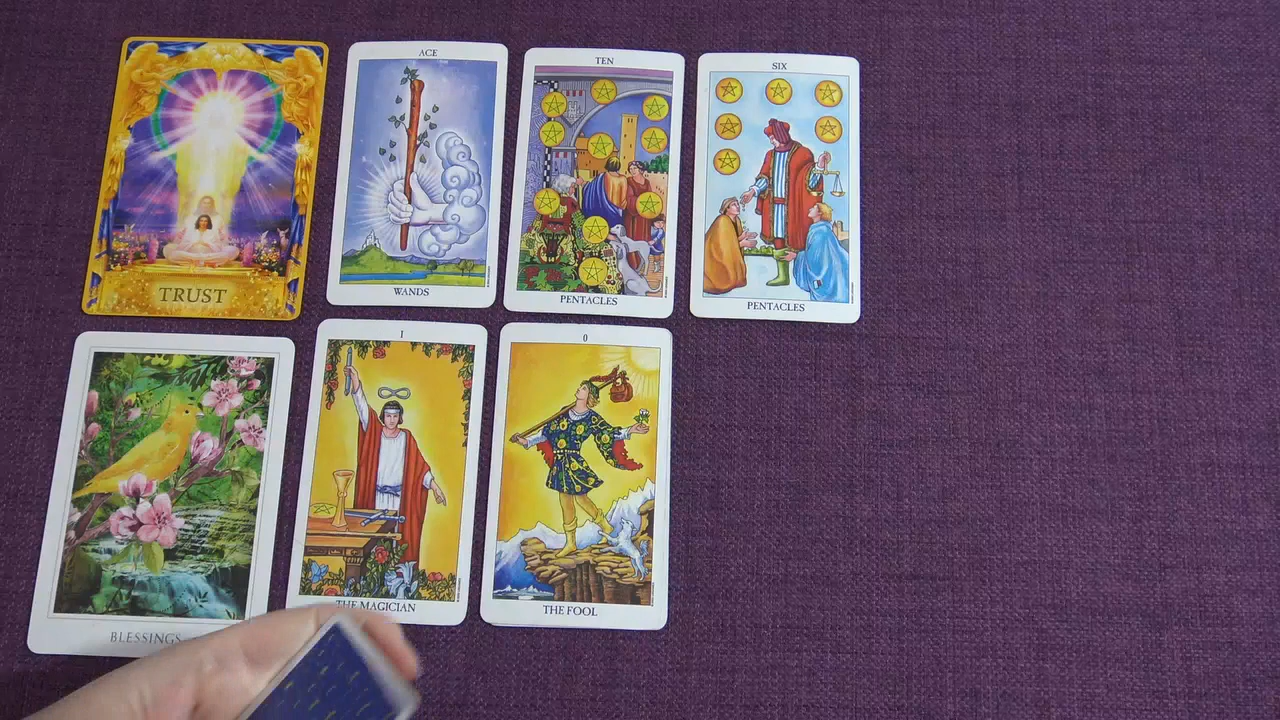 TRUST
ACE
WANDS
TEN
PENTACLES
SIX
PENTACLES
BLESSINGS
I
THE MAGICIAN
0
THE FOOL